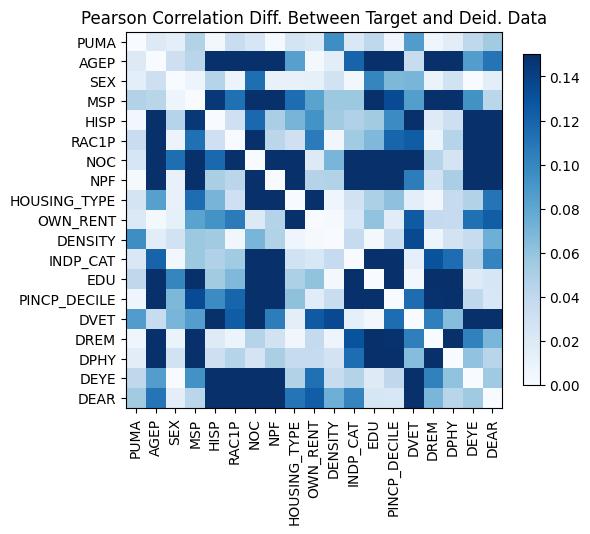 Pearson Correlation Diff. Between Target and Deid. Data
PUMA
AGEP
SEX
MSP
HISP
RAC1P
NOC
NPF
HOUSING_TYPE
OWN_RENT
DENSITY
INDP_CAT
EDU
PINCP_DECILE
DVET
DREM
DPHY
DEYE
DEAR
PUMA
AGEP
SEX
MSP
HISP
RAC1P
NOC
NPF
HOUSING_TYPE
OWN_RENT
DENSITY
INDP_CAT
EDU
PINCP_DECILE
DVET
DREM
DPHY
DEYE
DEAR
0.14
0.12
0.10
0.08
0.06
0.04
0.02
0.00